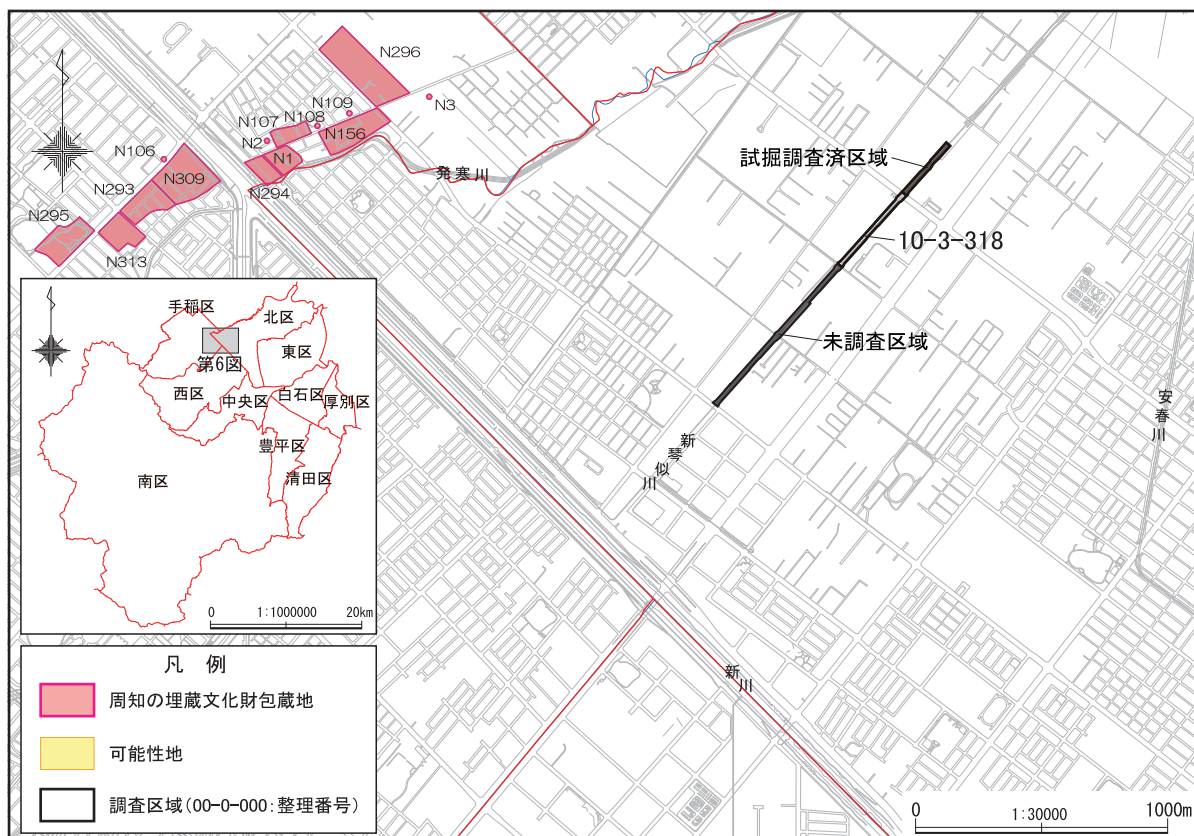 N296
N3
N109
N108
N107
N156
N2
N1
N106
N294
N309
N293
N295
N313
発寒川
試掘調査済区域
10-3-318
未調査区域
安春川
新琴似川
新川
手稲区
北区
東区
第6図
西区
中央区
白石区
厚別区
豊平区
清田区
南区
0 1:1000000 20km
凡 例
周知の埋蔵文化財包蔵地
可能性地
調査区域(00-0-000:整理番号)
0 1:30000 1000m